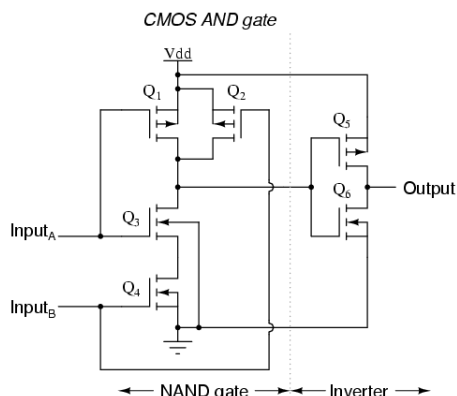 CMOS AND gate
Vdd
Q1
Q2
Q5
Q3
Q6
Output
InputA
Q4
InputB
NAND gate
Inverter